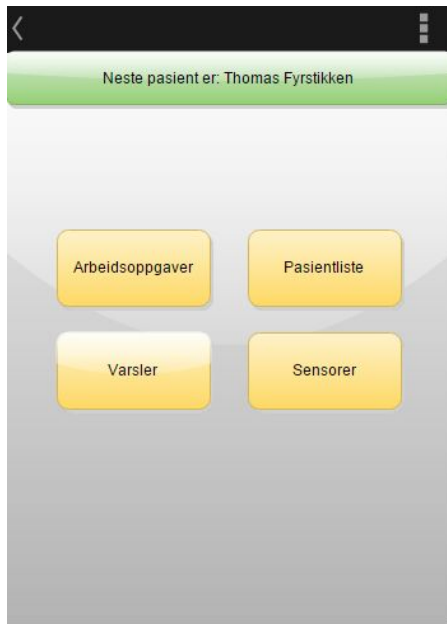 Neste pasient er: Thomas Fyrstikken
Arbeidsoppgaver
Pasientliste
Varsler
Sensorer